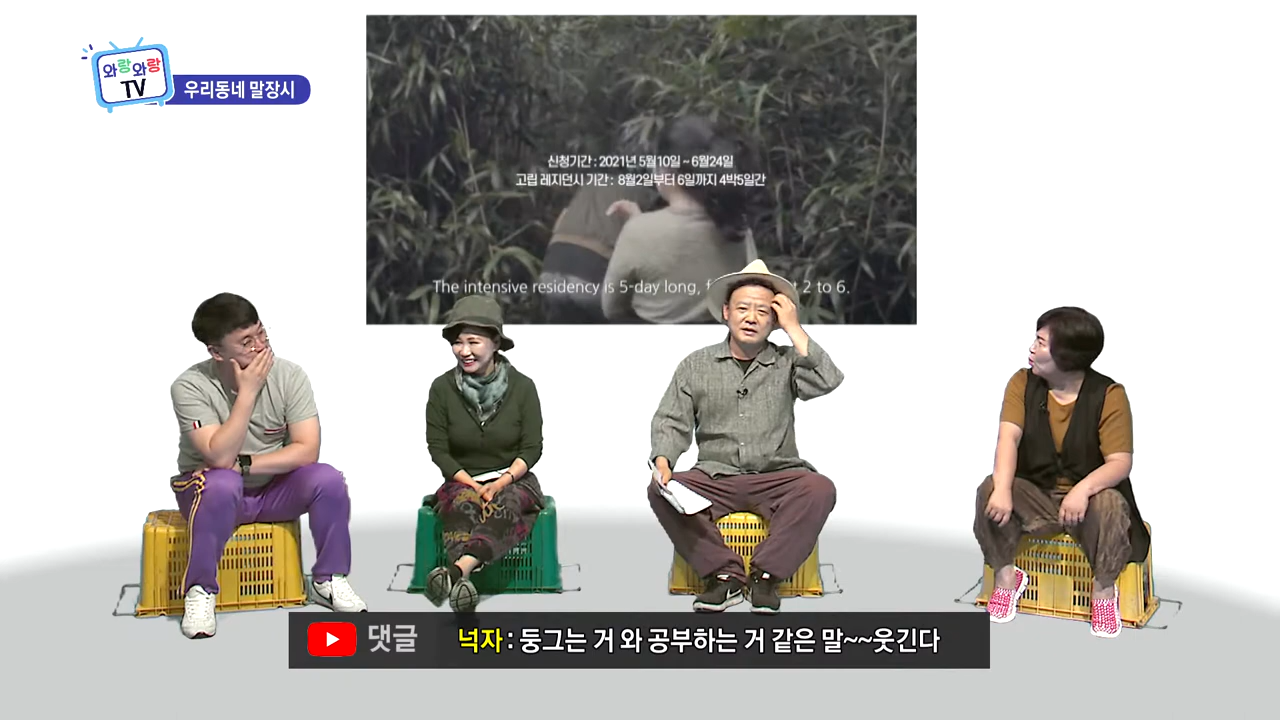 와랑와랑
TV
우리동네 말장시
신청기간 : 2021년 5월10일 ~ 6월24일
고립 레지던시 기간 : 8월2일부터 6일까지 4박5일간
The intensive residency is 5-day long, 2 to 6.
댓글 넉자 : 둥그는 거 와 공부하는 거 같은 말~~웃긴다